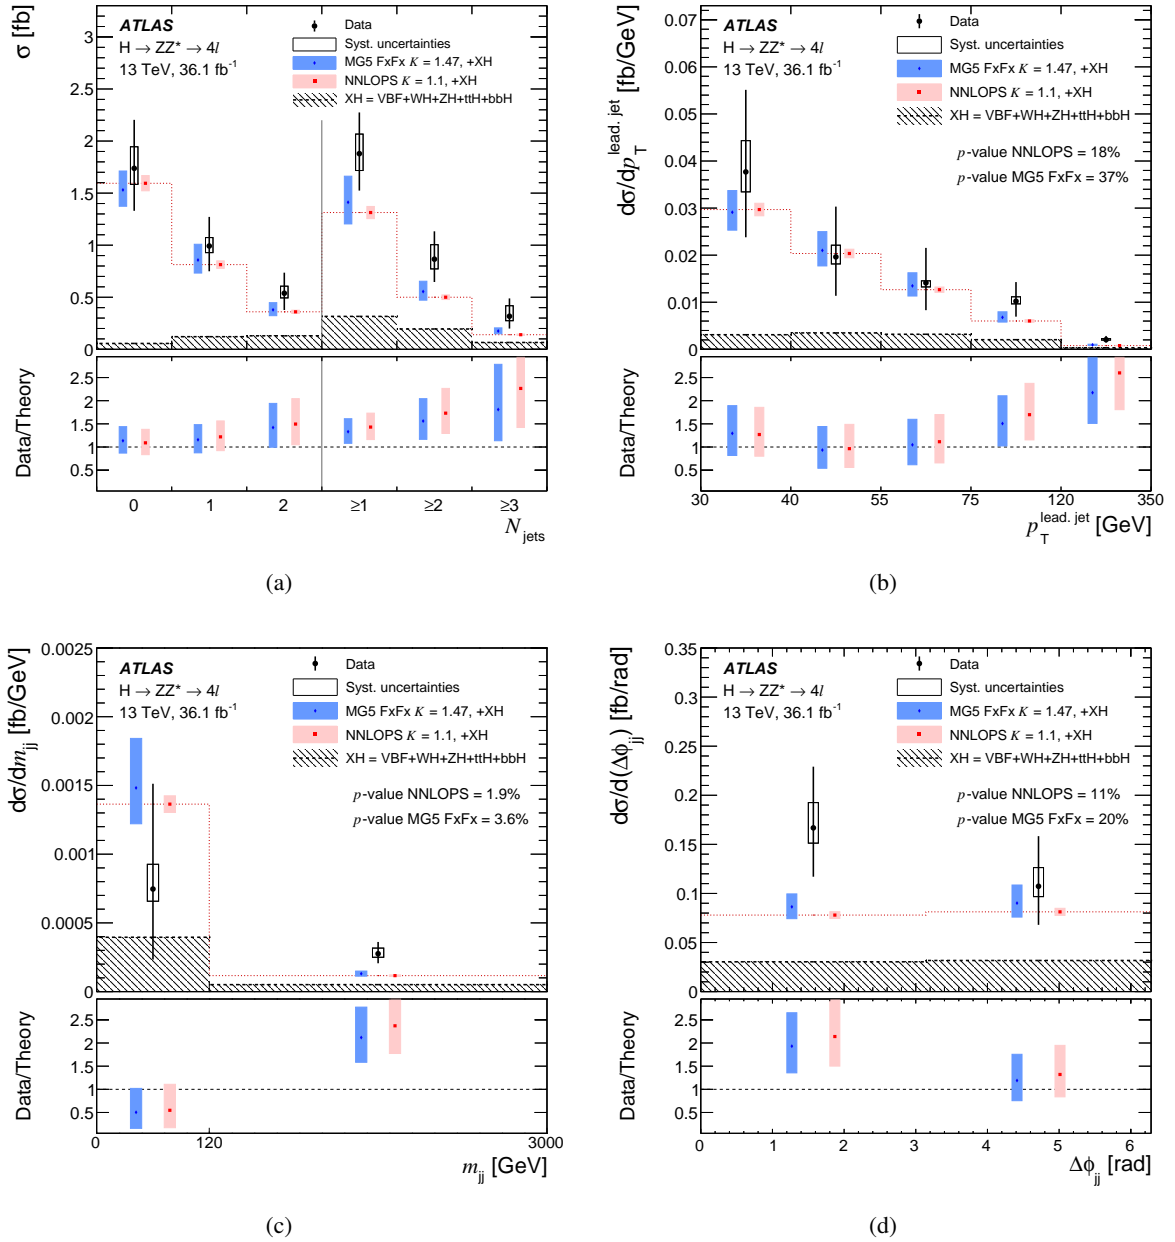 σ [fb]
3
2.5
2
1.5
1
0.5
0
ATLAS
H → ZZ* → 4l
13 TeV, 36.1 fb⁻¹
Data
Syst. uncertainties
MG5 FxFx K = 1.47, +XH
NNLOPS K = 1.1, +XH
XH = VBF+WH+ZH+ttH+bbH
Data/Theory
2.5
2
1.5
1
0.5
0 1 2 ≥1 ≥2 ≥3
N_jets
(a)
dσ/dp_T^lead. jet [fb/GeV]
0.07
0.06
0.05
0.04
0.03
0.02
0.01
0
ATLAS
H → ZZ* → 4l
13 TeV, 36.1 fb⁻¹
Data
Syst. uncertainties
MG5 FxFx K = 1.47, +XH
NNLOPS K = 1.1, +XH
XH = VBF+WH+ZH+ttH+bbH
p-value NNLOPS = 18%
p-value MG5 FxFx = 37%
Data/Theory
2.5
2
1.5
1
0.5
30 40 55 75 120 350
p_T^lead. jet [GeV]
(b)
dσ/dm_jj [fb/GeV]
0.0025
0.002
0.0015
0.001
0.0005
0
ATLAS
H → ZZ* → 4l
13 TeV, 36.1 fb⁻¹
Data
Syst. uncertainties
MG5 FxFx K = 1.47, +XH
NNLOPS K = 1.1, +XH
XH = VBF+WH+ZH+ttH+bbH
p-value NNLOPS = 1.9%
p-value MG5 FxFx = 3.6%
Data/Theory
2.5
2
1.5
1
0.5
0 120 3000
m_jj [GeV]
(c)
dσ/d(Δϕ_jj) [fb/rad]
0.35
0.3
0.25
0.2
0.15
0.1
0.05
0
ATLAS
H → ZZ* → 4l
13 TeV, 36.1 fb⁻¹
Data
Syst. uncertainties
MG5 FxFx K = 1.47, +XH
NNLOPS K = 1.1, +XH
XH = VBF+WH+ZH+ttH+bbH
p-value NNLOPS = 11%
p-value MG5 FxFx = 20%
Data/Theory
2.5
2
1.5
1
0.5
0 1 2 3 4 5 6
Δϕ_jj [rad]
(d)